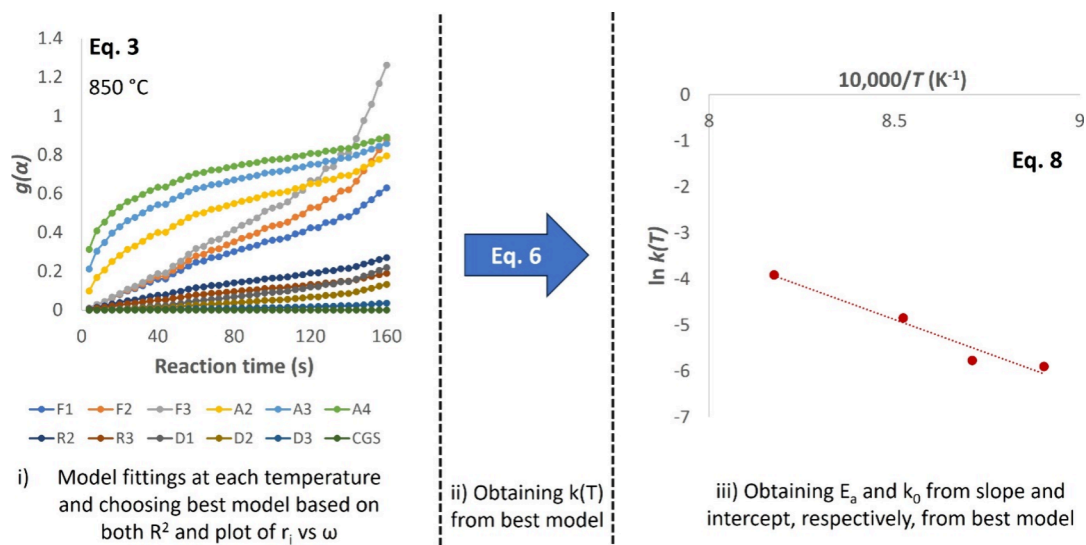 Eq. 3
850 °C
1.4
1.2
1
0.8
0.6
0.4
0.2
0
g(α)
0 40 80 120 160
Reaction time (s)
F1 F2 F3 A2 A3 A4
R2 R3 D1 D2 D3 CGS
i) Model fittings at each temperature
and choosing best model based on
both R² and plot of rᵢ vs ω
Eq. 6
ii) Obtaining k(T)
from best model
10,000/T (K⁻¹)
8 8.5 9
0
-1
-2
-3
-4
-5
-6
-7
ln k(T)
Eq. 8
iii) Obtaining Eₐ and k₀ from slope and
intercept, respectively, from best model